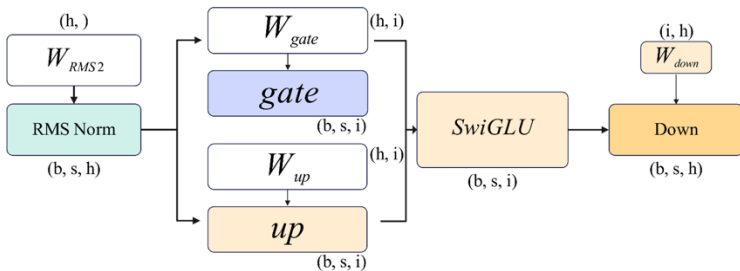 (h, )
W_RMS2
RMS Norm
(b, s, h)
W_gate
(h, i)
gate
(b, s, i)
W_up
(h, i)
up
(b, s, i)
SwiGLU
(b, s, i)
(i, h)
W_down
Down
(b, s, h)